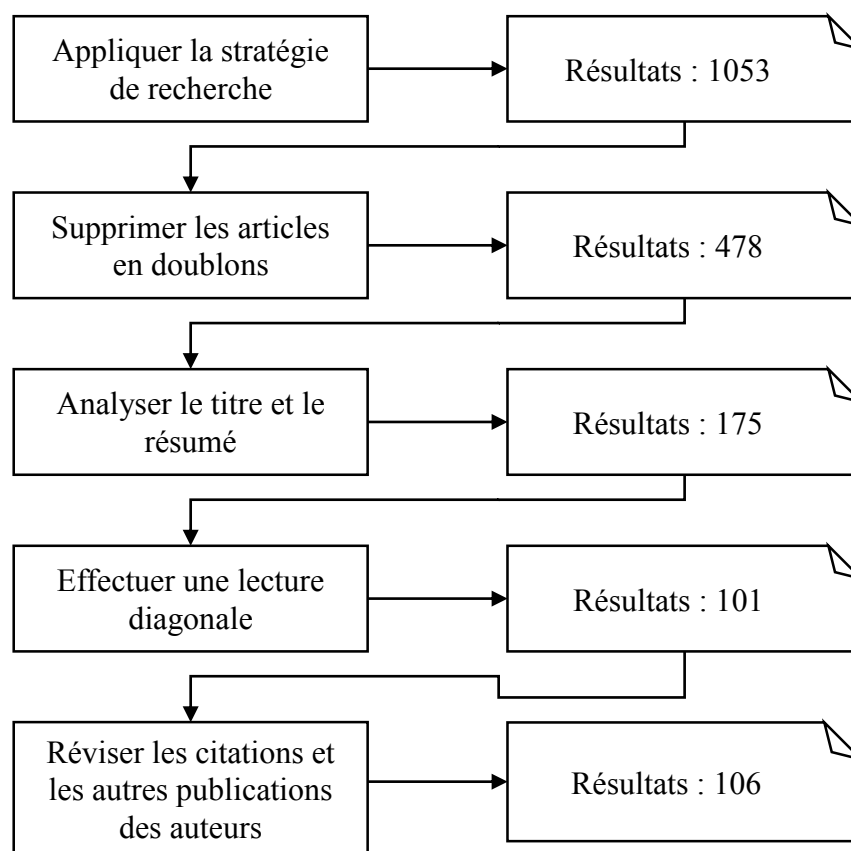 Appliquer la stratégie
de recherche
Résultats : 1053
Supprimer les articles
en doublons
Résultats : 478
Analyser le titre et le
résumé
Résultats : 175
Effectuer une lecture
diagonale
Résultats : 101
Réviser les citations et
les autres publications
des auteurs
Résultats : 106